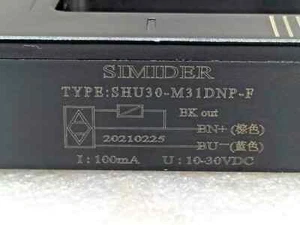 SIMIDER
TYPE:SHU30-M31DNP-F
BK out
BN+(棕色)
20210225
BU−(蓝色)
I：100mA U：10-30VDC